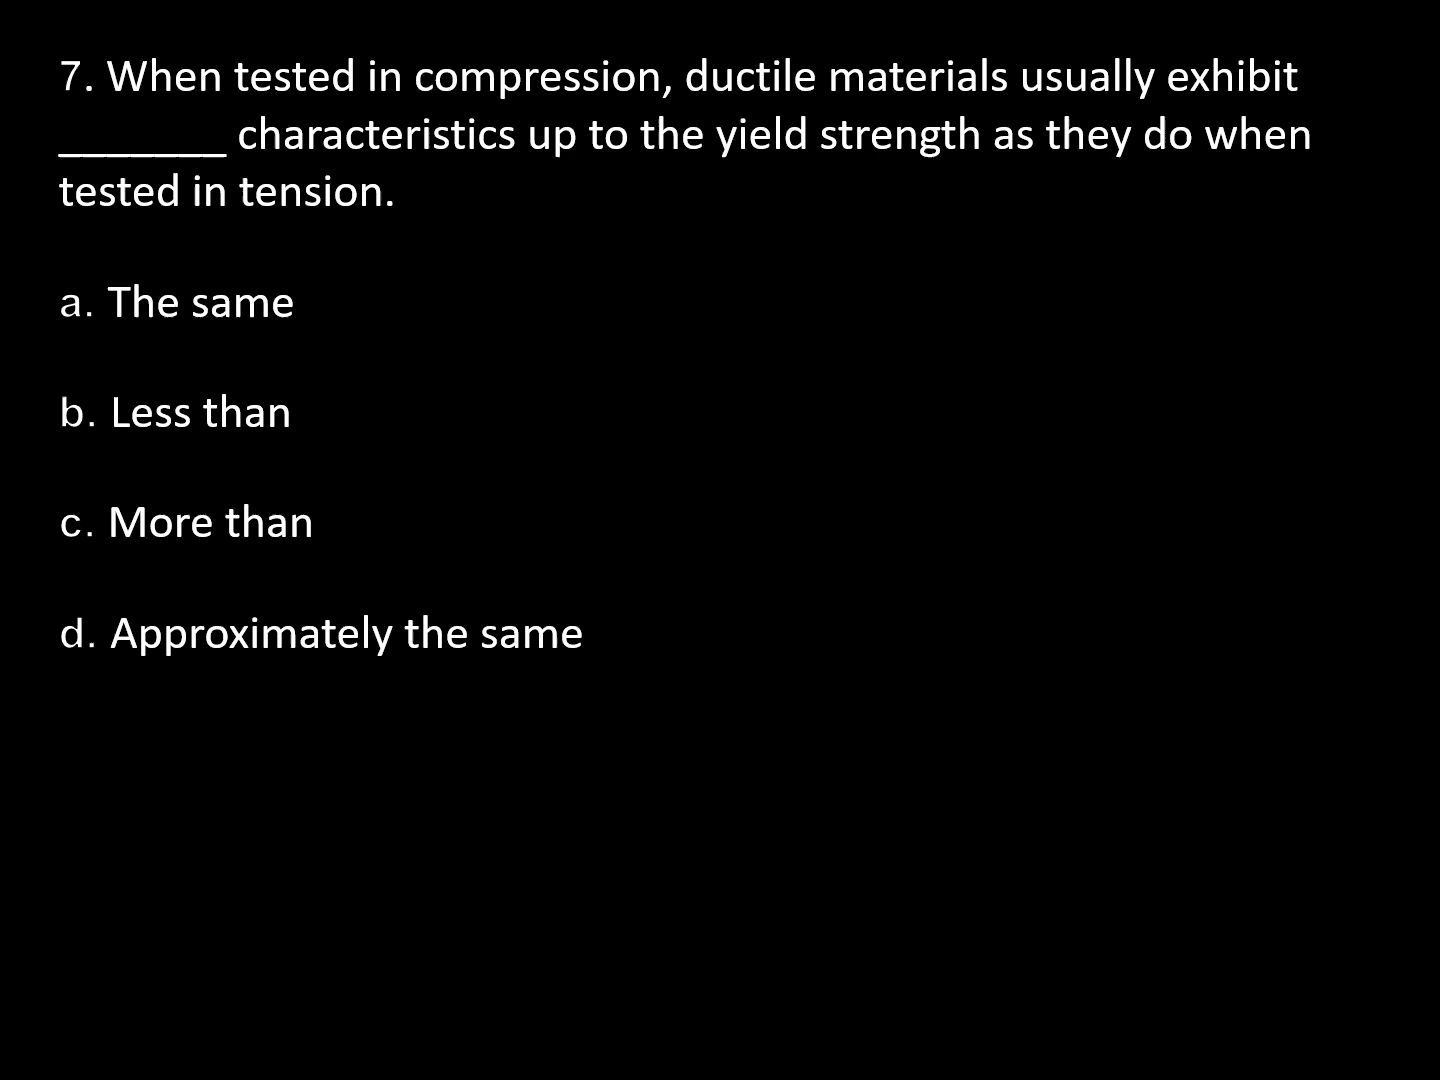 7. When tested in compression, ductile materials usually exhibit
_______ characteristics up to the yield strength as they do when
tested in tension.
a. The same
b. Less than
c. More than
d. Approximately the same